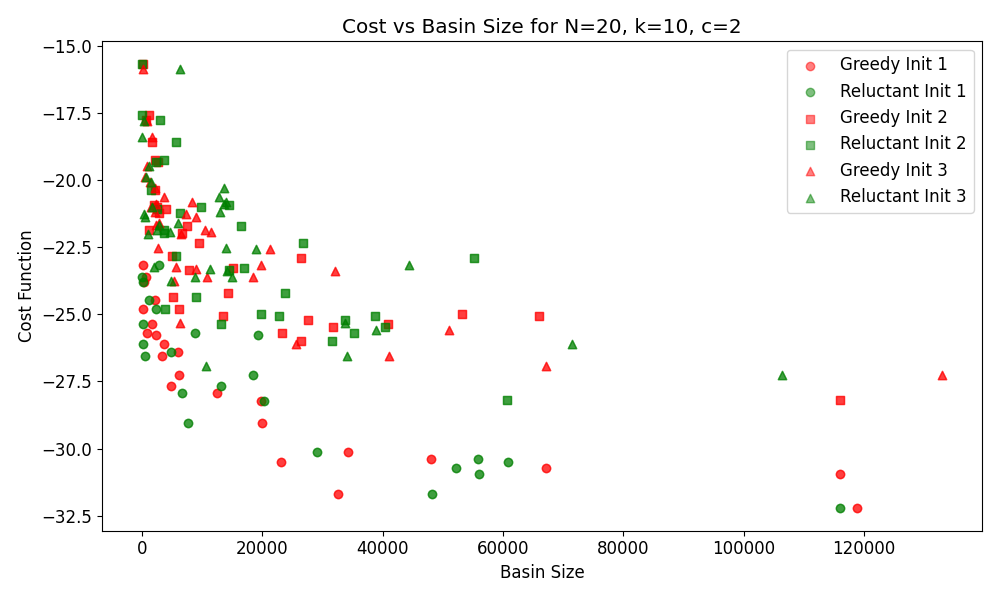 Cost vs Basin Size for N=20, k=10, c=2
Cost Function
−15.0
−17.5
−20.0
−22.5
−25.0
−27.5
−30.0
−32.5
Greedy Init 1
Reluctant Init 1
Greedy Init 2
Reluctant Init 2
Greedy Init 3
Reluctant Init 3
0 20000 40000 60000 80000 100000 120000
Basin Size